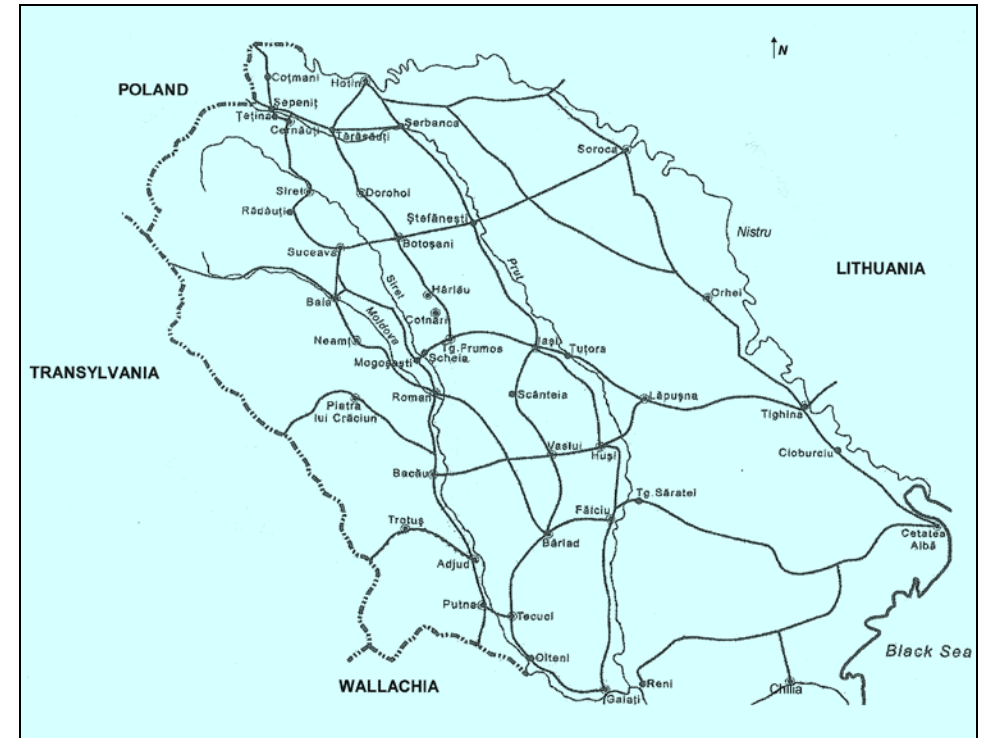 N
Coțmani
Hotin
POLAND
Șepeniț
Țețina
Cernăuți
Tărăsăuți
Șerbanca
Soroca
Siret
Dorohoi
Rădăuți
Ștefănești
Nistru
Suceava
Botoșani
Prut
LITHUANIA
Siret
Hârlău
Orhei
Baia
Moldova
Cotnari
Neamț
Tg.Frumos
Iași
Țuțora
Scheia
Mogoșești
TRANSYLVANIA
Roman
Scânteia
Lăpușna
Piatra
lui Crăciun
Tighina
Vaslui
Huși
Cioburciu
Bacău
Tg.Săratei
Fălciu
Trotuș
Bârlad
Cetatea
Albă
Adjud
Putna
Tecuci
Black Sea
Olteni
WALLACHIA
Reni
Chilia
Galați